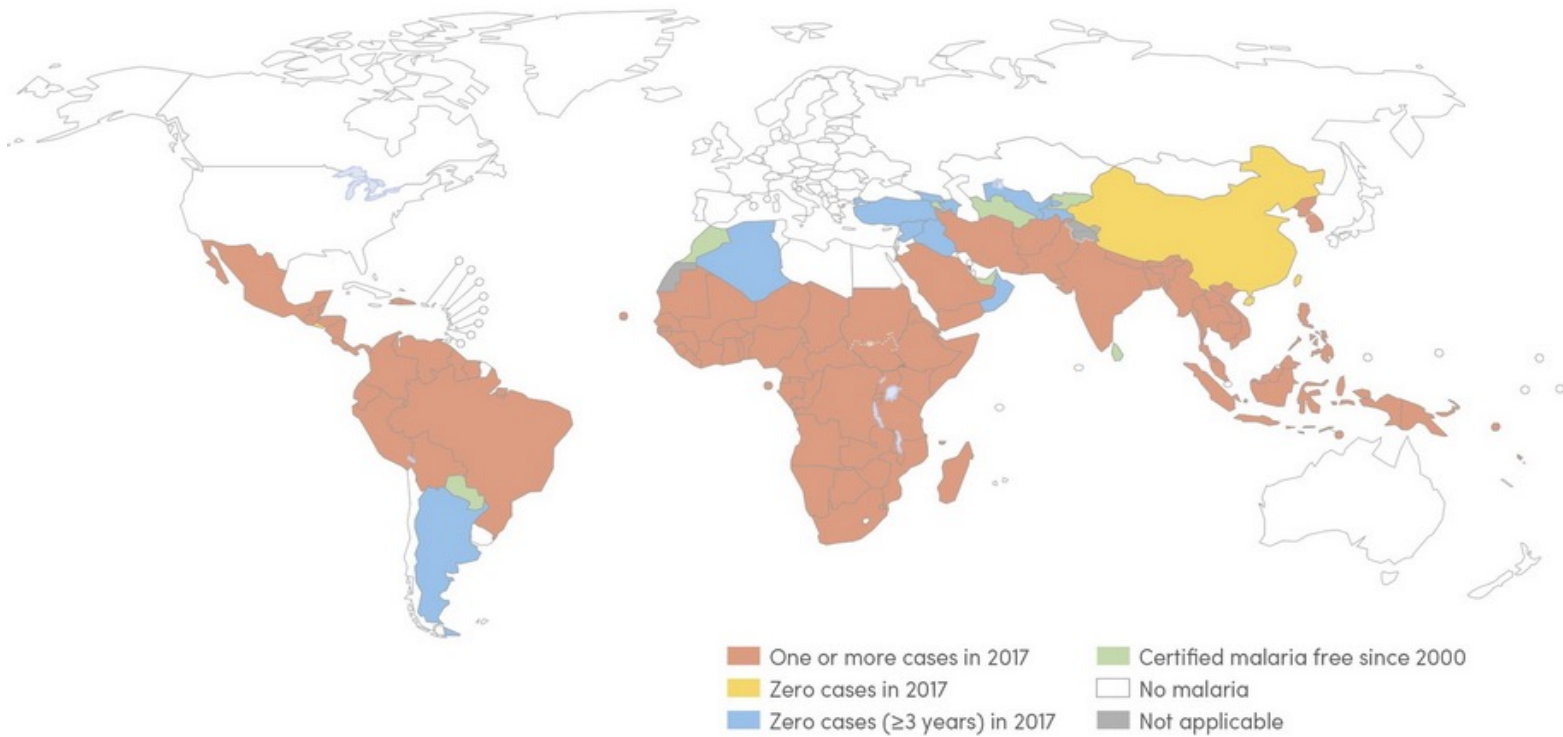 One or more cases in 2017
Zero cases in 2017
Zero cases (≥3 years) in 2017
Certified malaria free since 2000
No malaria
Not applicable